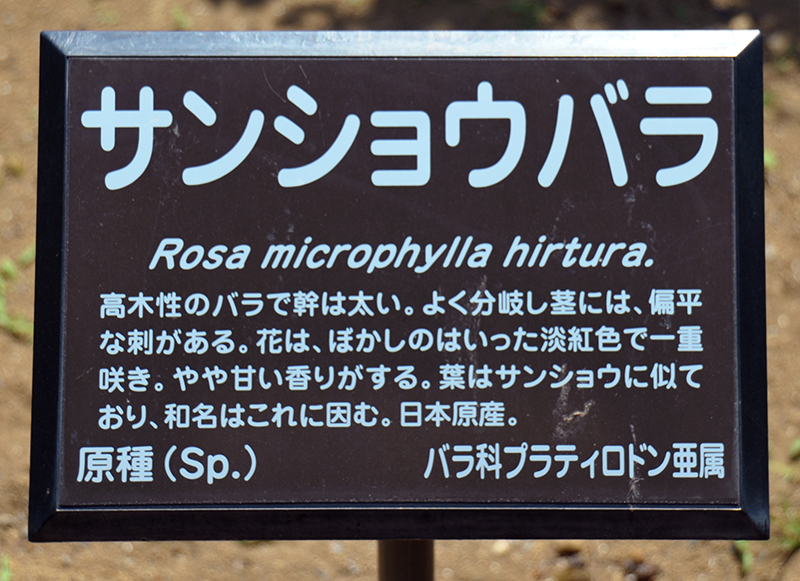 サンショウバラ
Rosa microphylla hirtura.
高木性のバラで幹は太い。よく分岐し茎には、偏平
な刺がある。花は、ぼかしのはいった淡紅色で一重
咲き。やや甘い香りがする。葉はサンショウに似て
おり、和名はこれに因む。日本原産。
原種(Sp.) バラ科プラティロドン亜属